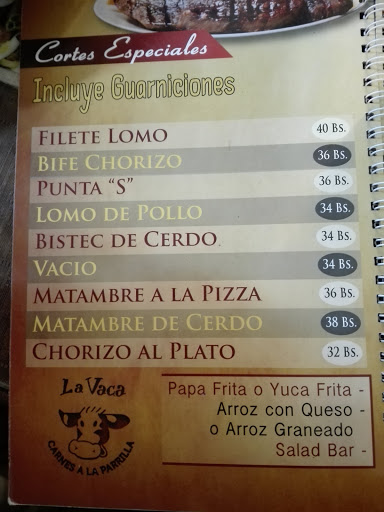 Cortes Especiales
Incluye Guarniciones
FILETE LOMO 40 Bs.
BIFE CHORIZO 36 Bs.
PUNTA "S" 36 Bs.
LOMO DE POLLO 34 Bs.
BISTEC DE CERDO 34 Bs.
VACIO 34 Bs.
MATAMBRE A LA PIZZA 36 Bs.
MATAMBRE DE CERDO 38 Bs.
CHORIZO AL PLATO 32 Bs.
La Vaca
CARNES A LA PARRILLA
Papa Frita o Yuca Frita -
Arroz con Queso -
o Arroz Graneado
Salad Bar -